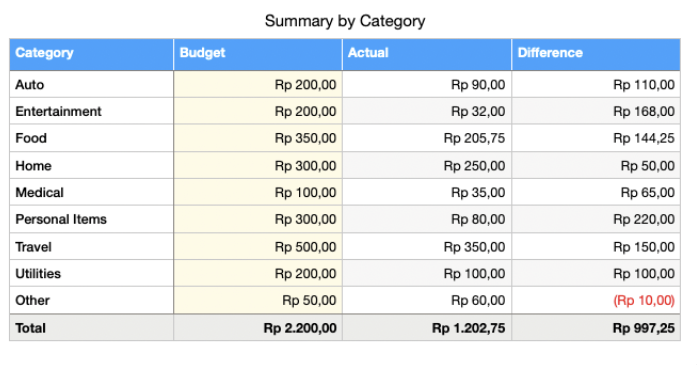 Summary by Category
Category Budget Actual Difference
Auto Rp 200,00 Rp 90,00 Rp 110,00
Entertainment Rp 200,00 Rp 32,00 Rp 168,00
Food Rp 350,00 Rp 205,75 Rp 144,25
Home Rp 300,00 Rp 250,00 Rp 50,00
Medical Rp 100,00 Rp 35,00 Rp 65,00
Personal Items Rp 300,00 Rp 80,00 Rp 220,00
Travel Rp 500,00 Rp 350,00 Rp 150,00
Utilities Rp 200,00 Rp 100,00 Rp 100,00
Other Rp 50,00 Rp 60,00 (Rp 10,00)
Total Rp 2.200,00 Rp 1.202,75 Rp 997,25